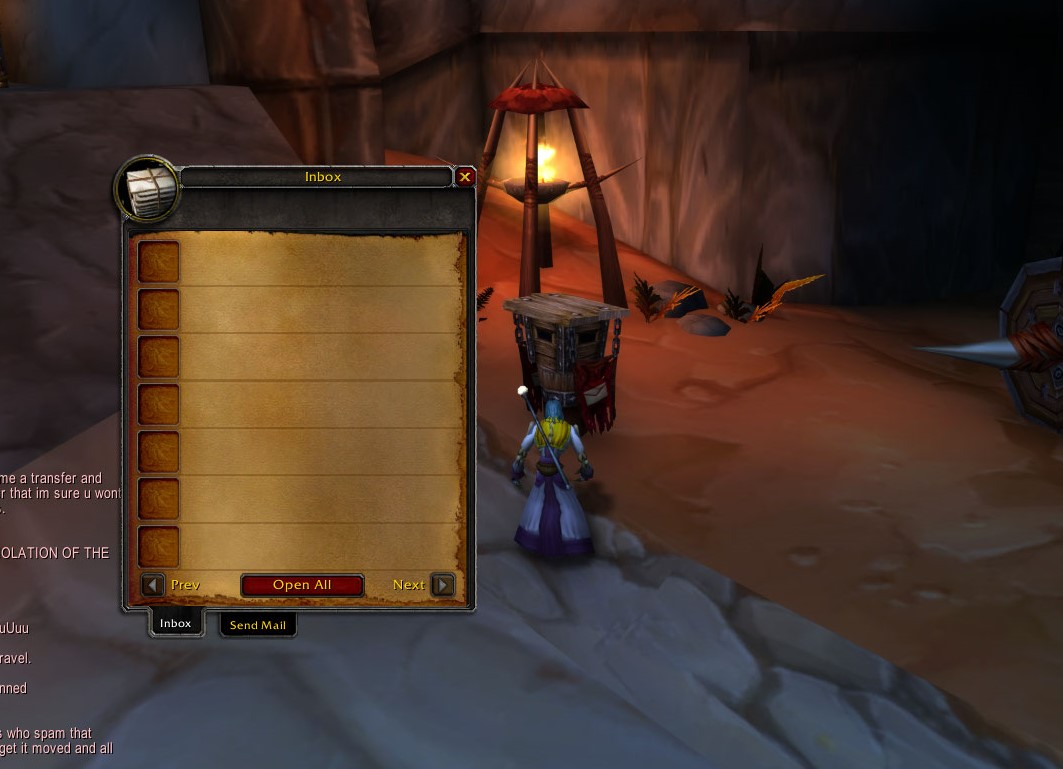 Inbox
Prev
Open All
Next
Inbox
Send Mail
me a transfer and
r that im sure u wont
OLATION OF THE
uUuu
ravel.
nned
s who spam that
get it moved and all